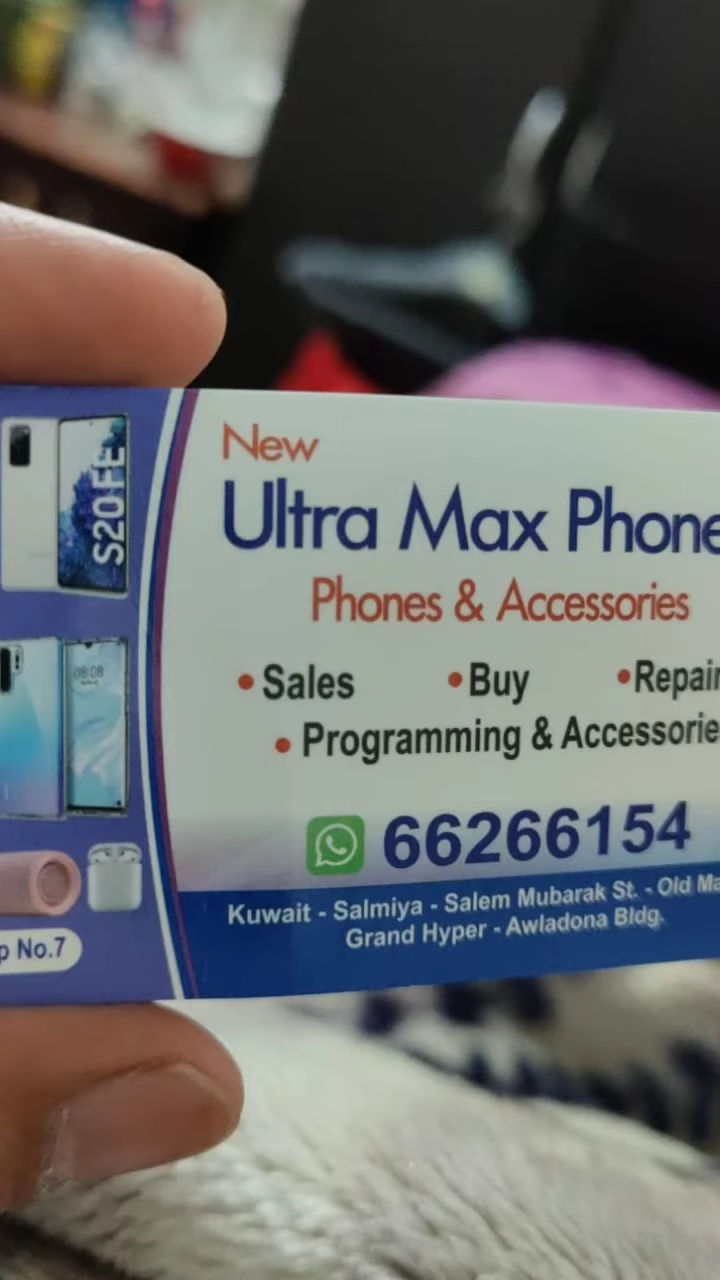 New
Ultra Max Phone
Phones & Accessories
•Sales •Buy •Repair
• Programming & Accessorie
66266154
Kuwait - Salmiya - Salem Mubarak St. - Old Ma
Grand Hyper - Awladona Bldg.
S20 FE
08:08
p No.7